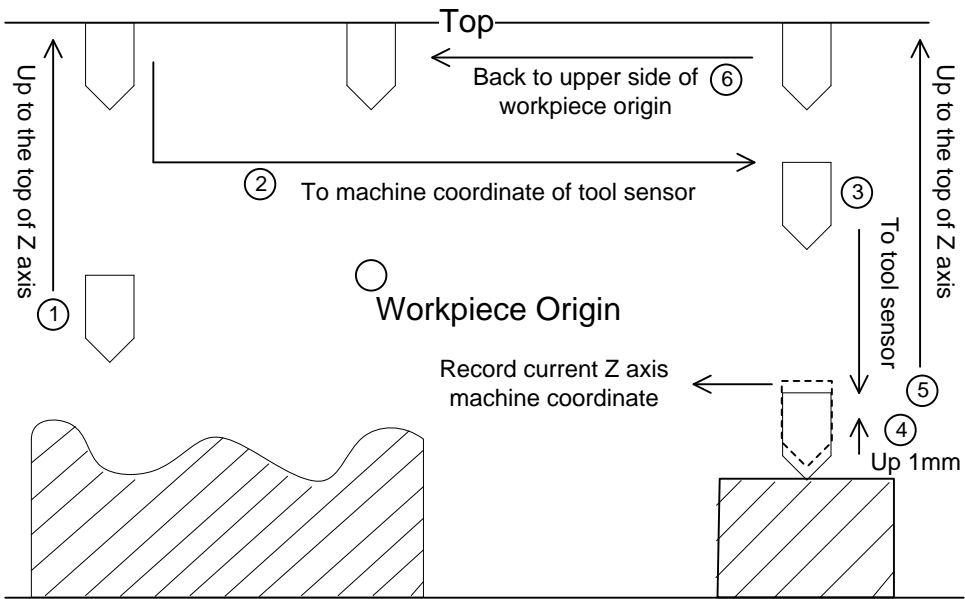 Top
Up to the top of Z axis
1
Back to upper side of
workpiece origin
6
Up to the top of Z axis
2
To machine coordinate of tool sensor
3
To tool sensor
Workpiece Origin
Record current Z axis
machine coordinate
5
4
Up 1mm